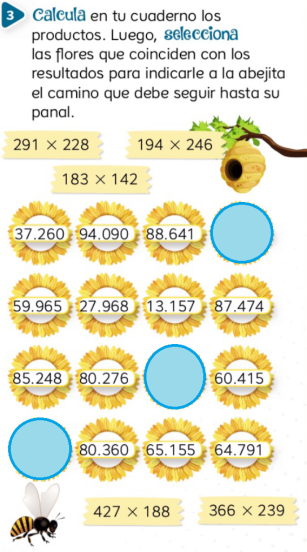 3 Calcula en tu cuaderno los
productos. Luego, selecciona
las flores que coinciden con los
resultados para indicarle a la abejita
el camino que debe seguir hasta su
panal.
291 × 228 194 × 246
183 × 142
37.260 94.090 88.641
59.965 27.968 13.157 87.474
85.248 80.276 60.415
80.360 65.155 64.791
427 × 188 366 × 239